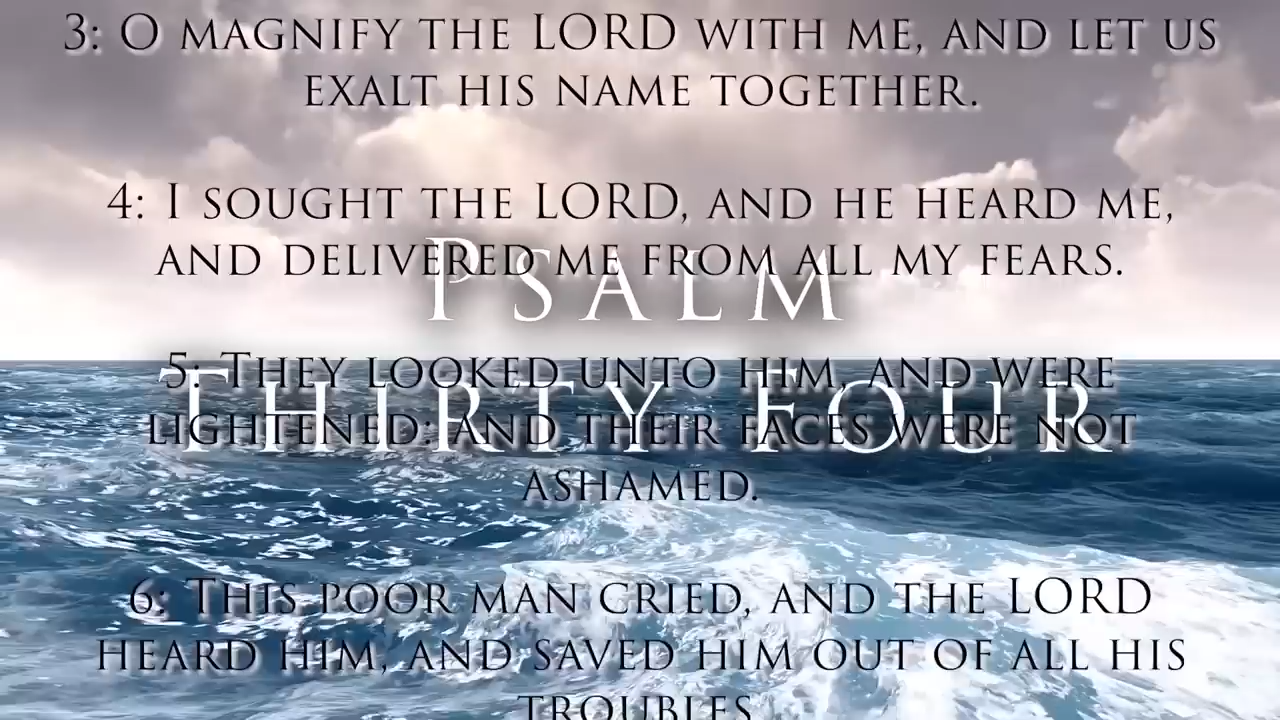 3: O MAGNIFY THE LORD WITH ME, AND LET US
EXALT HIS NAME TOGETHER.
4: I SOUGHT THE LORD, AND HE HEARD ME,
AND DELIVERED ME FROM ALL MY FEARS.
PSALM
5: THEY LOOKED UNTO HIM, AND WERE
THIRTY FOUR
LIGHTENED: AND THEIR FACES WERE NOT
ASHAMED.
6: THIS POOR MAN CRIED, AND THE LORD
HEARD HIM, AND SAVED HIM OUT OF ALL HIS
TROUBLES.